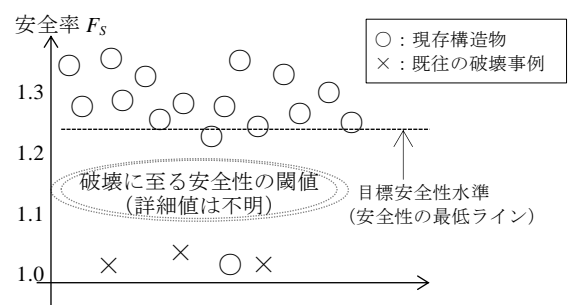 安全率 FS
○：現存構造物
×：既往の破壊事例
1.3
1.2
破壊に至る安全性の閾値
（詳細値は不明）
目標安全性水準
（安全性の最低ライン）
1.1
1.0